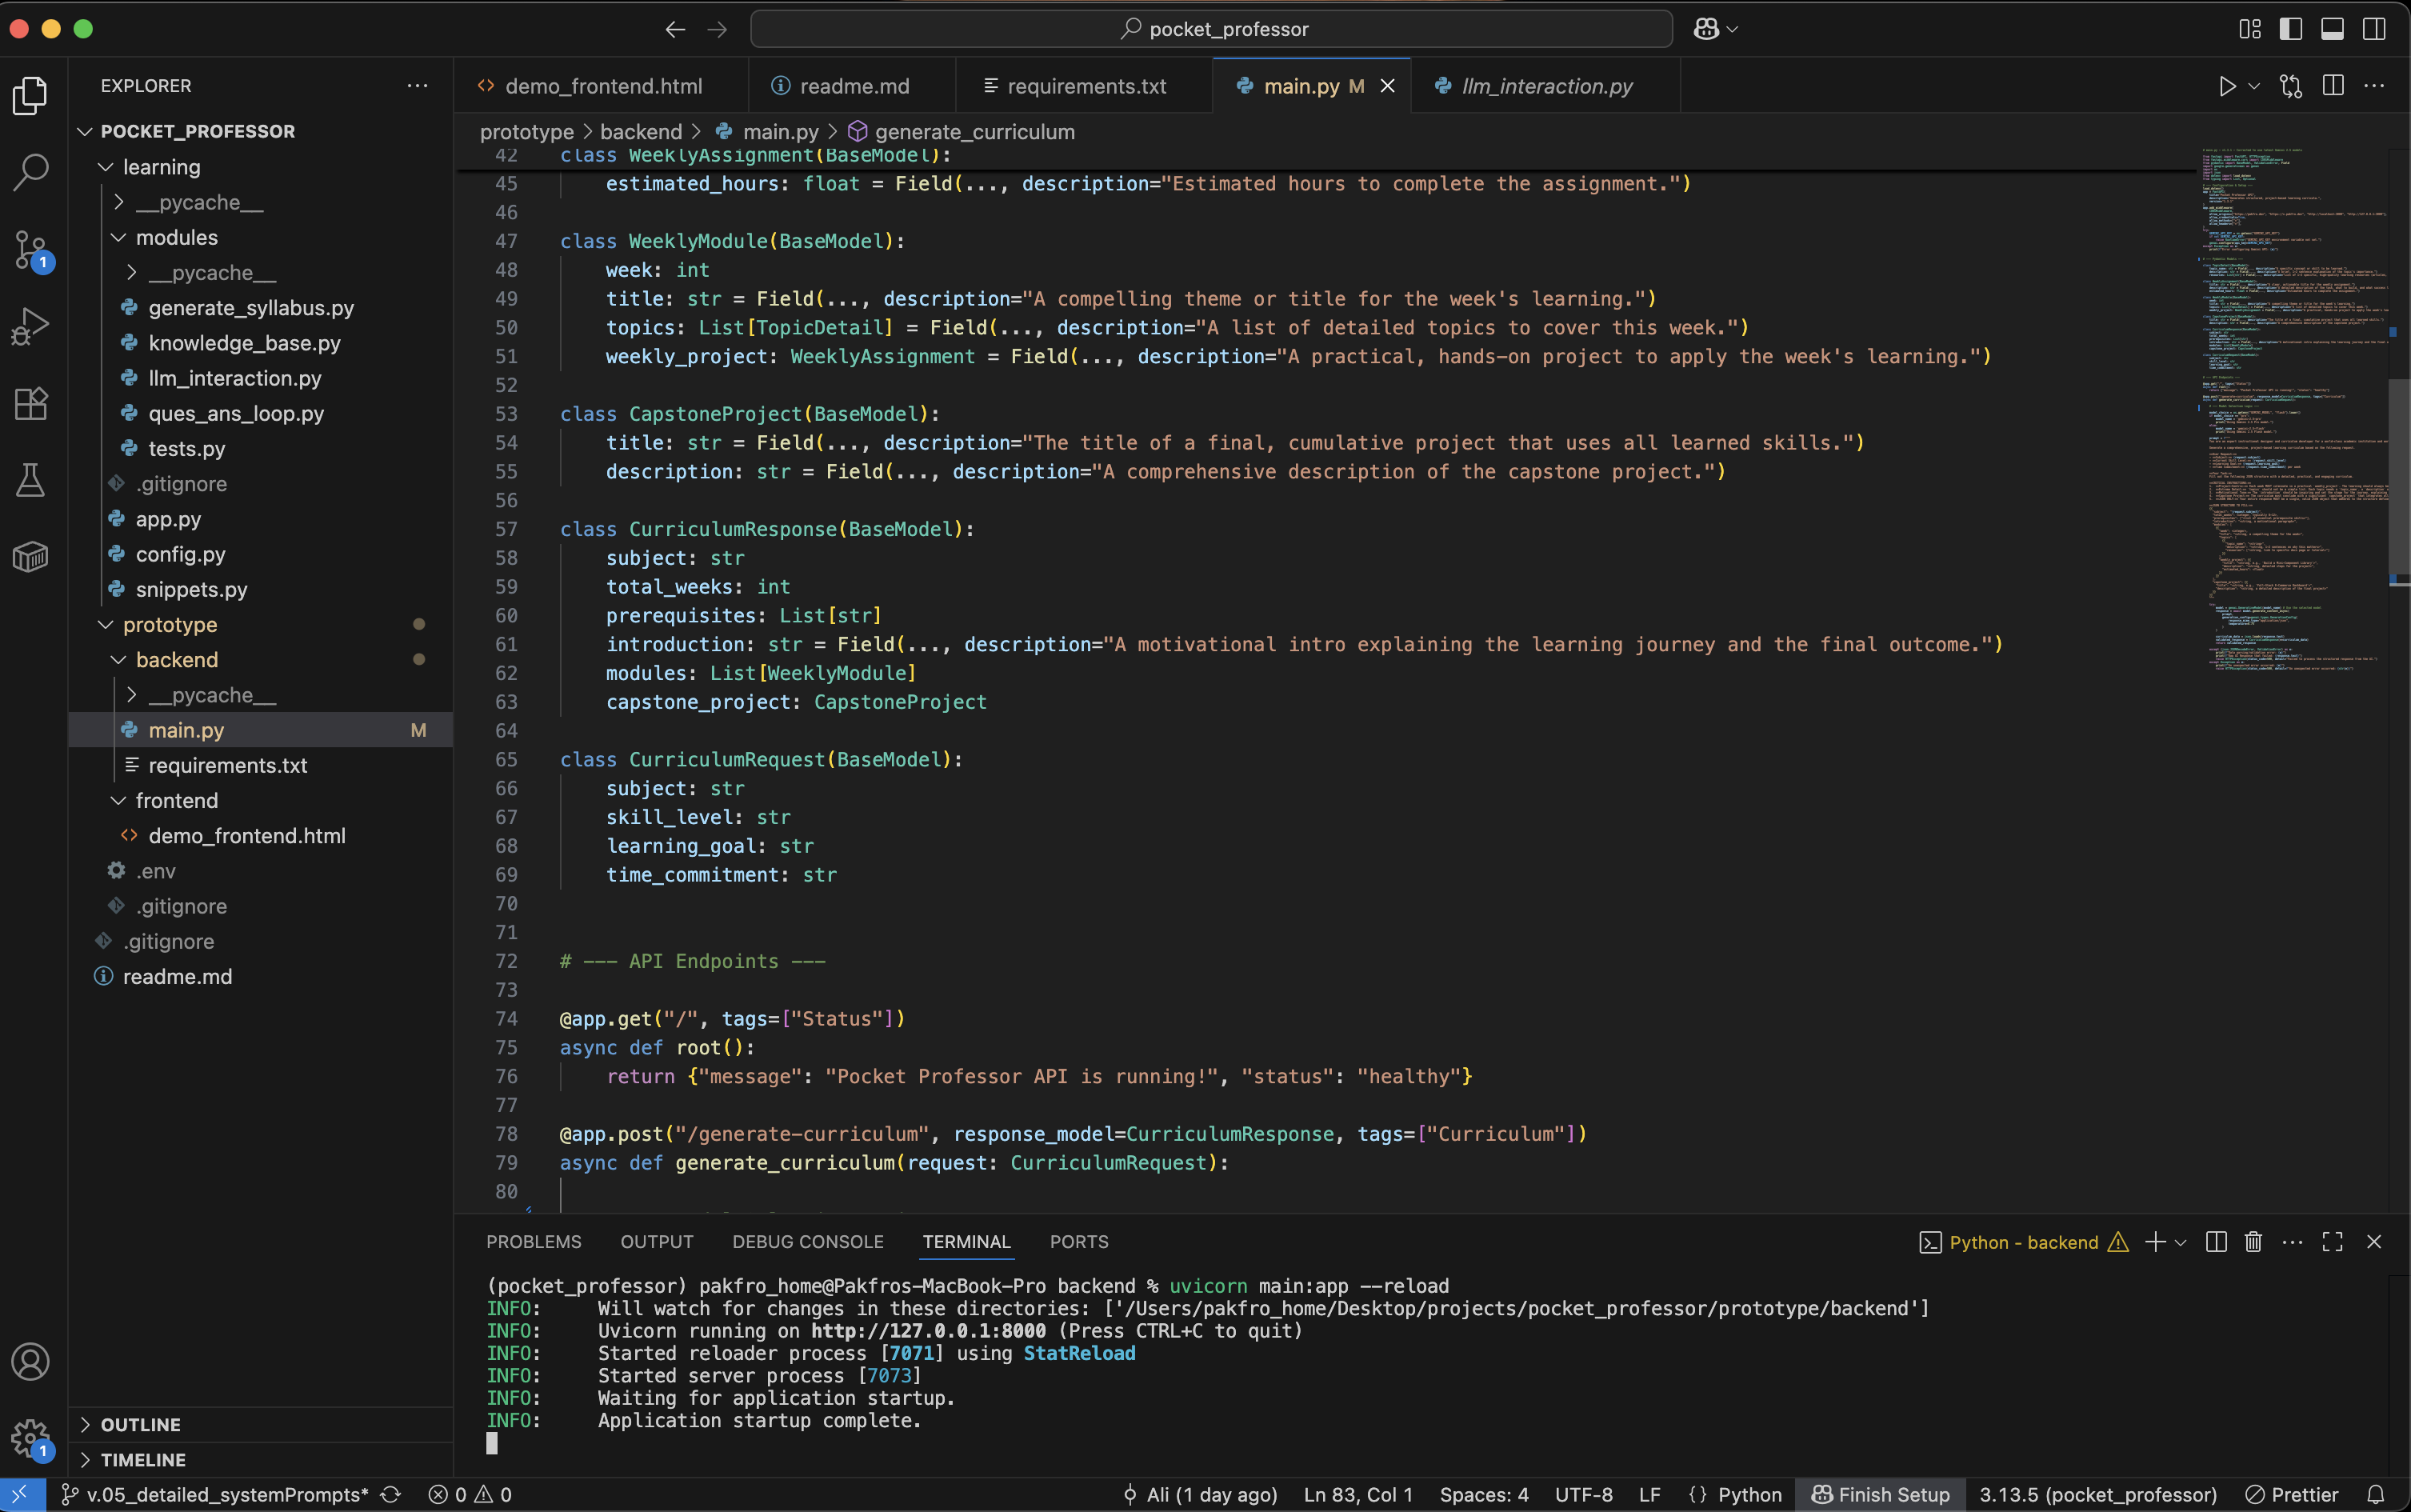 pocket_professor
EXPLORER
POCKET_PROFESSOR
learning
__pycache__
modules
__pycache__
generate_syllabus.py
knowledge_base.py
llm_interaction.py
ques_ans_loop.py
tests.py
.gitignore
app.py
config.py
snippets.py
prototype
backend
__pycache__
main.py M
requirements.txt
frontend
demo_frontend.html
.env
.gitignore
.gitignore
readme.md
OUTLINE
TIMELINE
1
1
demo_frontend.html readme.md requirements.txt main.py M llm_interaction.py
prototype > backend > main.py > generate_curriculum
42 class WeeklyAssignment(BaseModel):
45 estimated_hours: float = Field(..., description="Estimated hours to complete the assignment.")
46
47 class WeeklyModule(BaseModel):
48 week: int
49 title: str = Field(..., description="A compelling theme or title for the week's learning.")
50 topics: List[TopicDetail] = Field(..., description="A list of detailed topics to cover this week.")
51 weekly_project: WeeklyAssignment = Field(..., description="A practical, hands-on project to apply the week's learning.")
52
53 class CapstoneProject(BaseModel):
54 title: str = Field(..., description="The title of a final, cumulative project that uses all learned skills.")
55 description: str = Field(..., description="A comprehensive description of the capstone project.")
56
57 class CurriculumResponse(BaseModel):
58 subject: str
59 total_weeks: int
60 prerequisites: List[str]
61 introduction: str = Field(..., description="A motivational intro explaining the learning journey and the final outcome.")
62 modules: List[WeeklyModule]
63 capstone_project: CapstoneProject
64
65 class CurriculumRequest(BaseModel):
66 subject: str
67 skill_level: str
68 learning_goal: str
69 time_commitment: str
70
71
72 # --- API Endpoints ---
73
74 @app.get("/", tags=["Status"])
75 async def root():
76 return {"message": "Pocket Professor API is running!", "status": "healthy"}
77
78 @app.post("/generate-curriculum", response_model=CurriculumResponse, tags=["Curriculum"])
79 async def generate_curriculum(request: CurriculumRequest):
80
PROBLEMS OUTPUT DEBUG CONSOLE TERMINAL PORTS Python - backend
(pocket_professor) pakfro_home@Pakfros-MacBook-Pro backend % uvicorn main:app --reload
INFO: Will watch for changes in these directories: ['/Users/pakfro_home/Desktop/projects/pocket_professor/prototype/backend']
INFO: Uvicorn running on http://127.0.0.1:8000 (Press CTRL+C to quit)
INFO: Started reloader process [7071] using StatReload
INFO: Started server process [7073]
INFO: Waiting for application startup.
INFO: Application startup complete.
v.05_detailed_systemPrompts* 0 0 Ali (1 day ago) Ln 83, Col 1 Spaces: 4 UTF-8 LF {} Python Finish Setup 3.13.5 (pocket_professor) Prettier